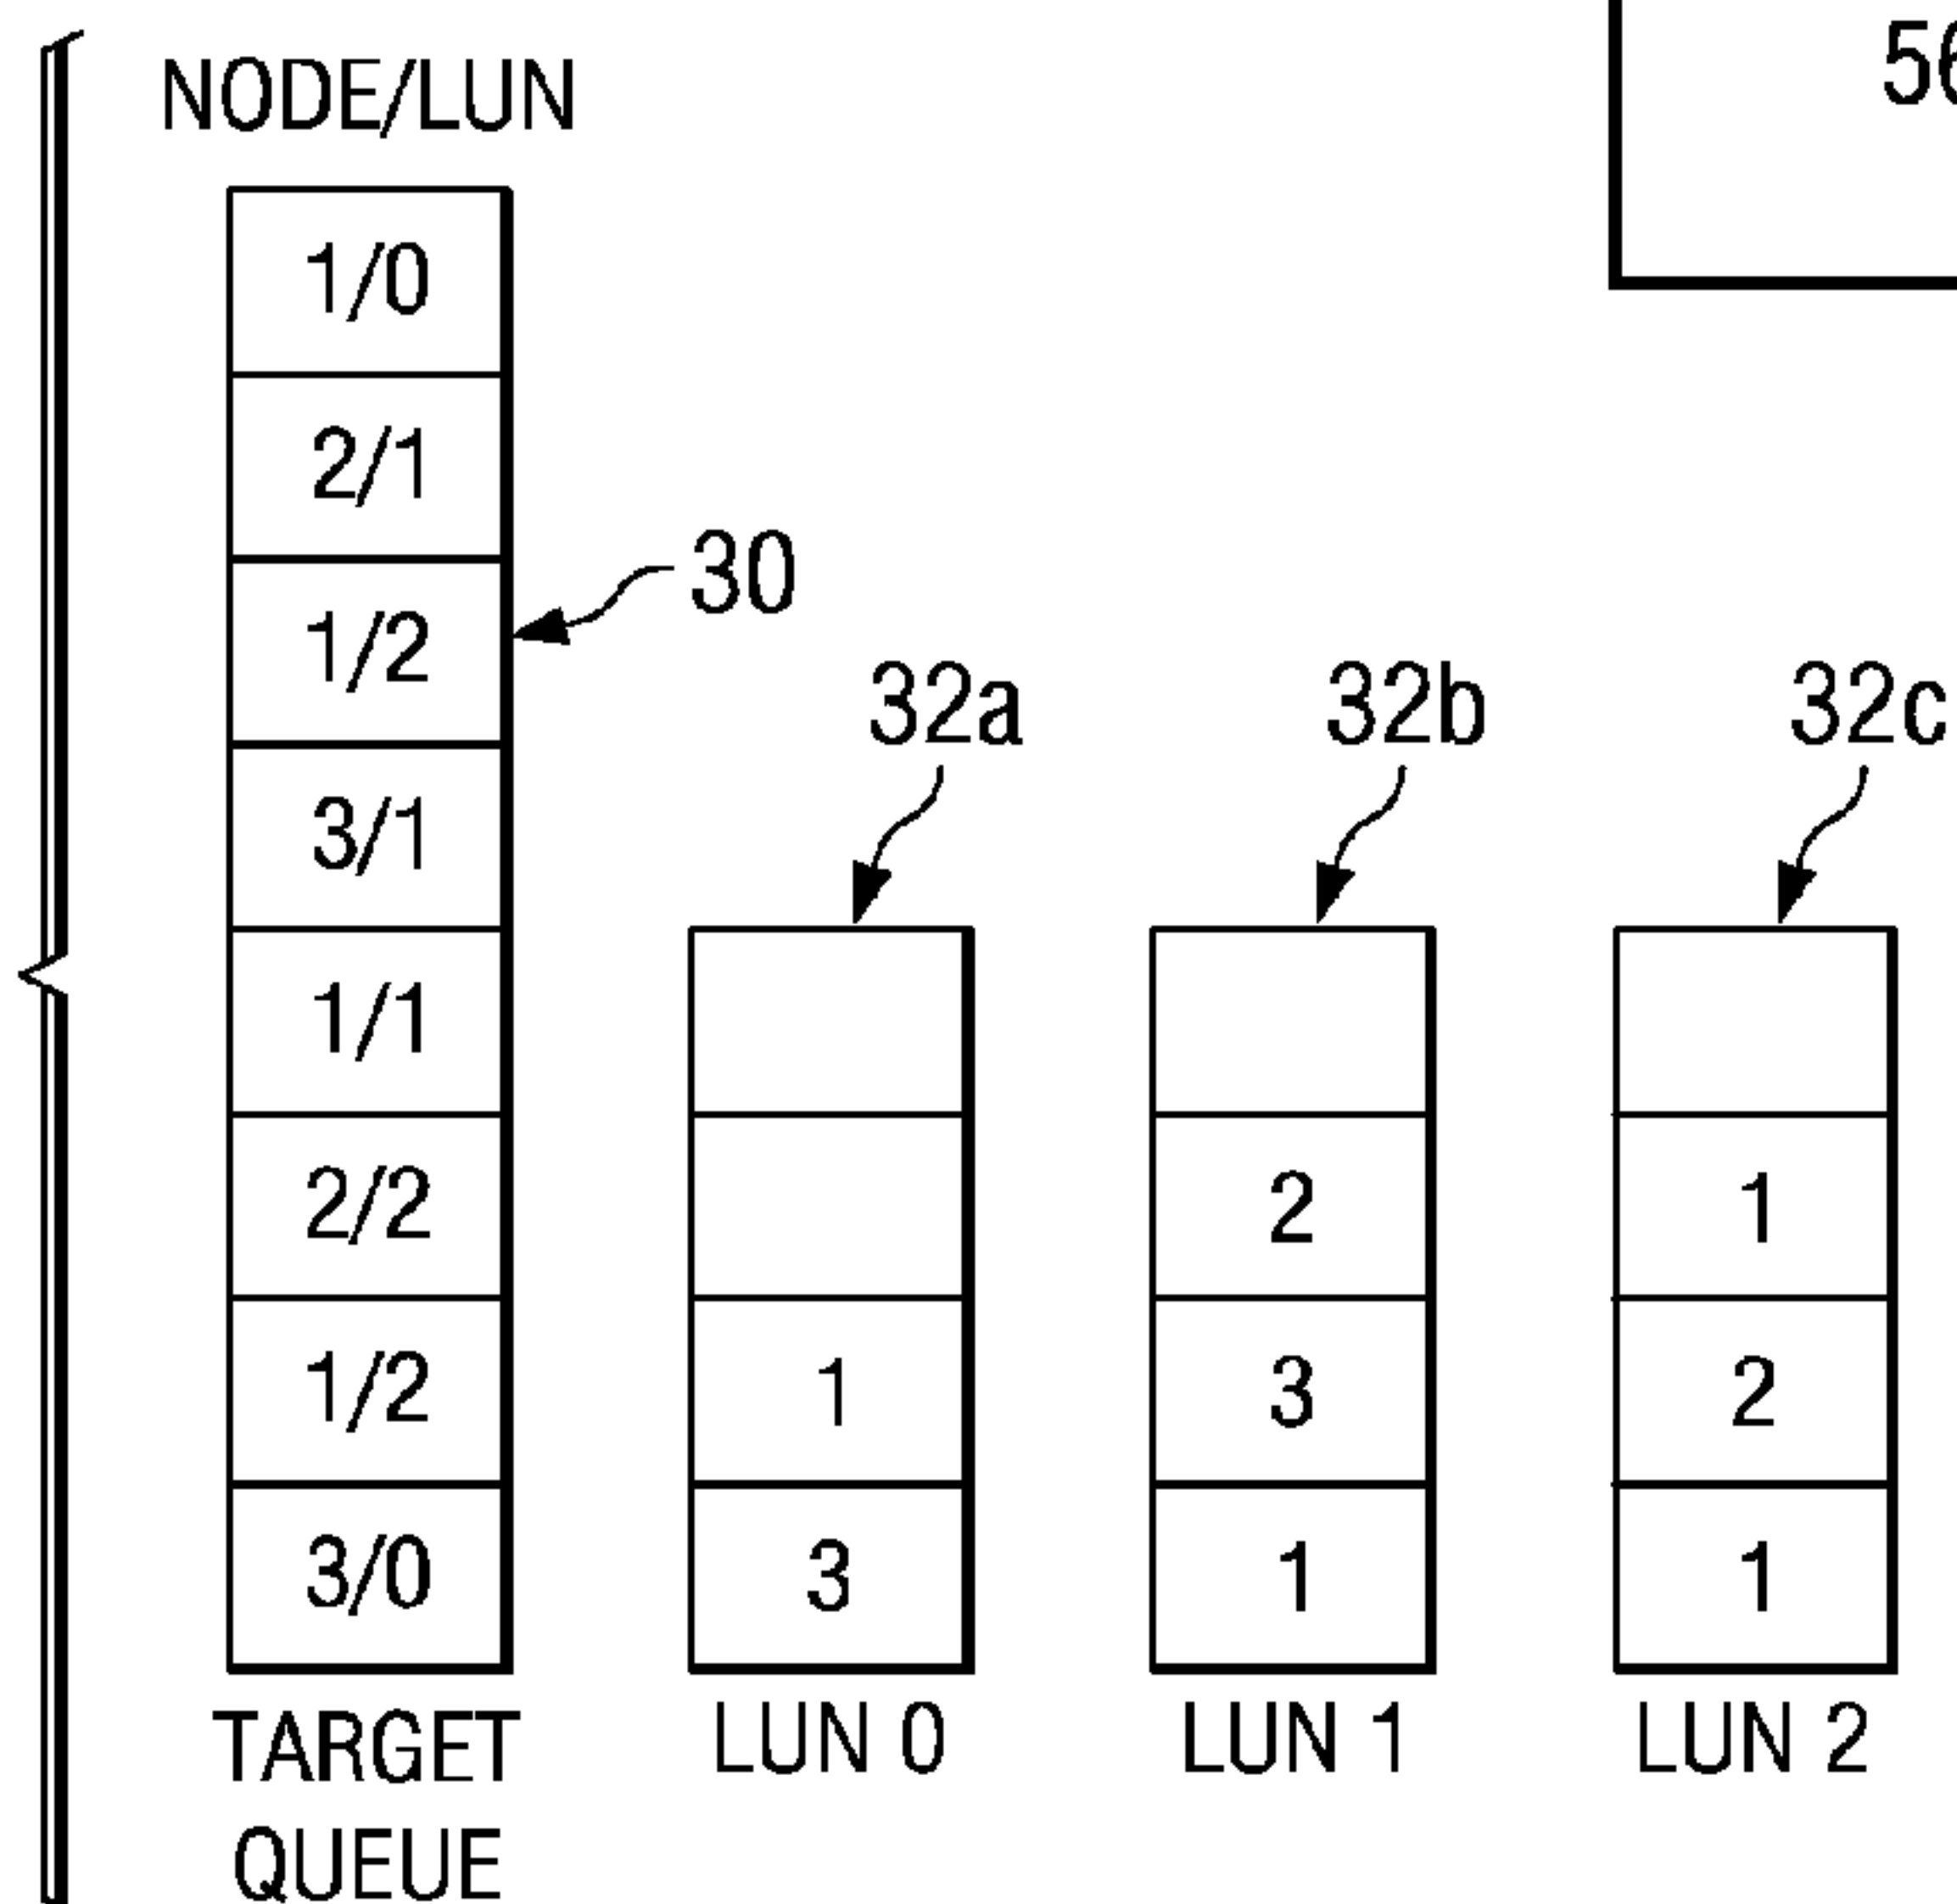 NODE/LUN
56
1/0
2/1
1/2
30
32a
32b
32c
3/1
1/1
2/2
2
1
1/2
1
3
2
3/0
3
1
1
TARGET
QUEUE
LUN 0
LUN 1
LUN 2